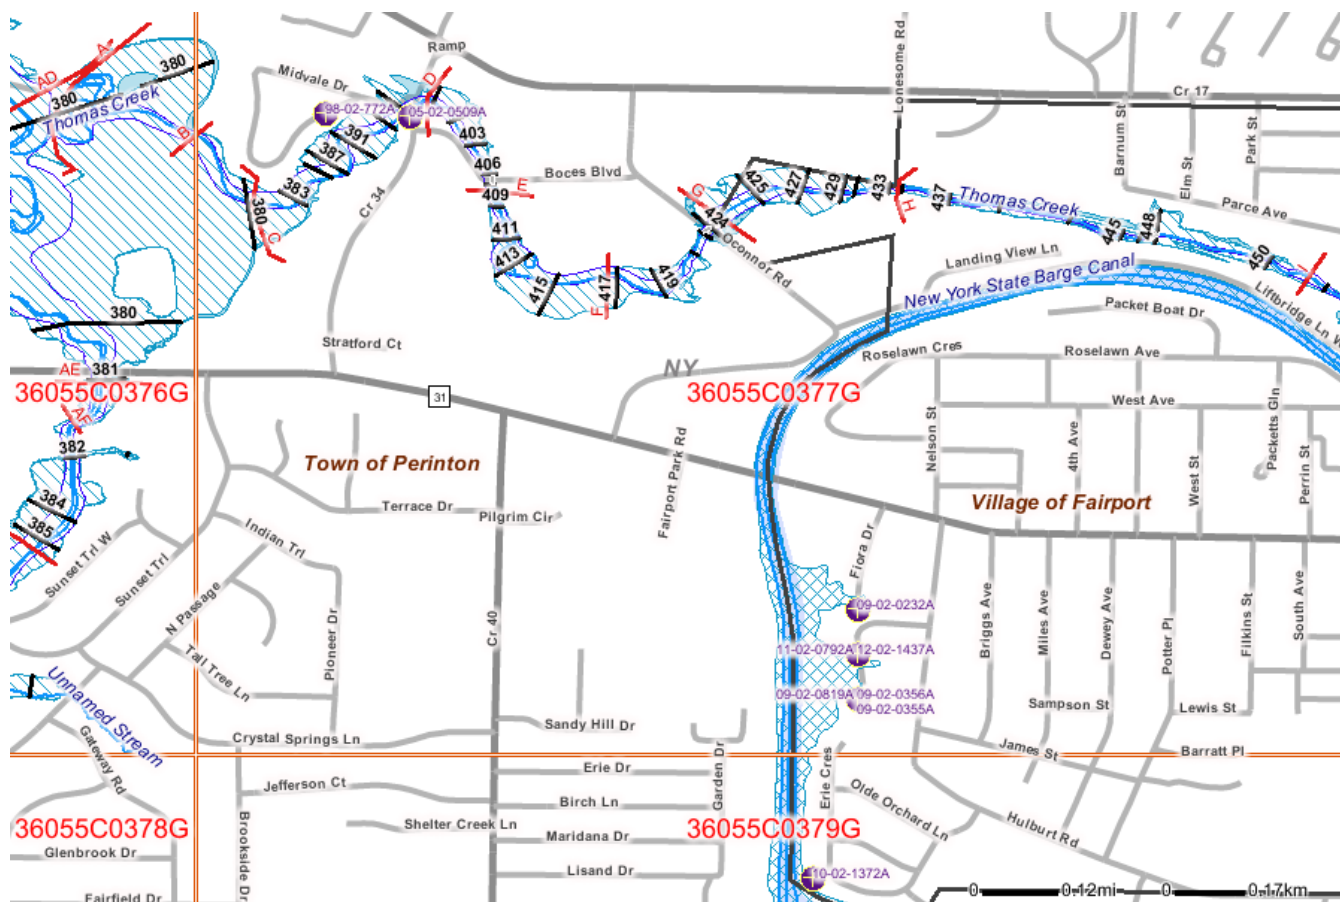 Ramp
A
AD
380
380
Thomas Creek
Midvale Dr
98-02-772A
D
05-02-0509A
Lonesome Rd
Cr 17
Barnum St
Park St
Elm St
B
391
387
383
403
406
409
E
Boces Blvd
G
425
427
429
433
437
H
Thomas Creek
Parce Ave
380
C
Cr 34
411
413
415
417
F
419
424
Oconnor Rd
445
448
450
Landing View Ln
New York State Barge Canal
Packet Boat Dr
Liftbridge Ln W
380
Stratford Ct
NY
Roselawn Cres
Roselawn Ave
AE
381
36055C0376G
31
36055C0377G
West Ave
AF
382
Nelson St
4th Ave
West St
Packetts Gln
Perrin St
Town of Perinton
Village of Fairport
384
385
Terrace Dr
Pilgrim Cir
Fairport Park Rd
Sunset Trl W
Sunset Trl
Indian Trl
N Passage
Fiora Dr
09-02-0232A
Pioneer Dr
Cr 40
Briggs Ave
Miles Ave
Dewey Ave
Potter Pl
Filkins St
South Ave
11-02-0792A
12-02-1437A
Tall Tree Ln
09-02-0819A
09-02-0356A
09-02-0355A
Unnamed Stream
Sampson St
Lewis St
Sandy Hill Dr
Crystal Springs Ln
Gateway Rd
James St
Barratt Pl
Garden Dr
Erie Cres
Erie Dr
Jefferson Ct
Birch Ln
Olde Orchard Ln
36055C0378G
Shelter Creek Ln
36055C0379G
Hulburt Rd
Brookside Dr
Maridana Dr
Glenbrook Dr
Lisand Dr
10-02-1372A
Fairfield Dr
0 0.12mi 0 0.17km